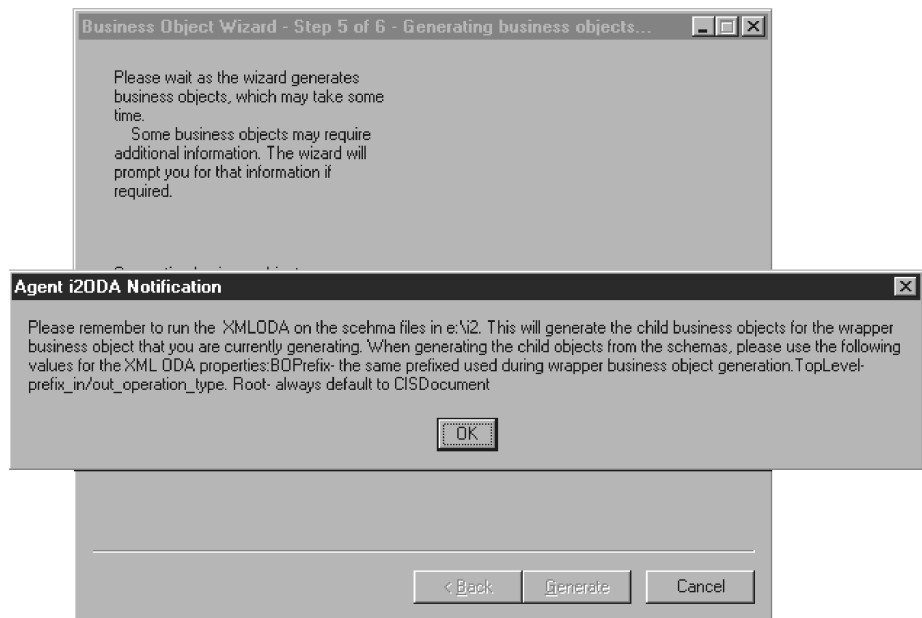 Business Object Wizard - Step 5 of 6 - Generating business objects...
Please wait as the wizard generates
business objects, which may take some
time.
Some business objects may require
additional information. The wizard will
prompt you for that information if
required.
Agent i2ODA Notification
Please remember to run the XMLODA on the scehma files in e:\i2. This will generate the child business objects for the wrapper
business object that you are currently generating. When generating the child objects from the schemas, please use the following
values for the XML ODA properties:BOPrefix- the same prefixed used during wrapper business object generation.TopLevel-
prefix_in/out_operation_type. Root- always default to CISDocument
OK
< Back
Generate
Cancel